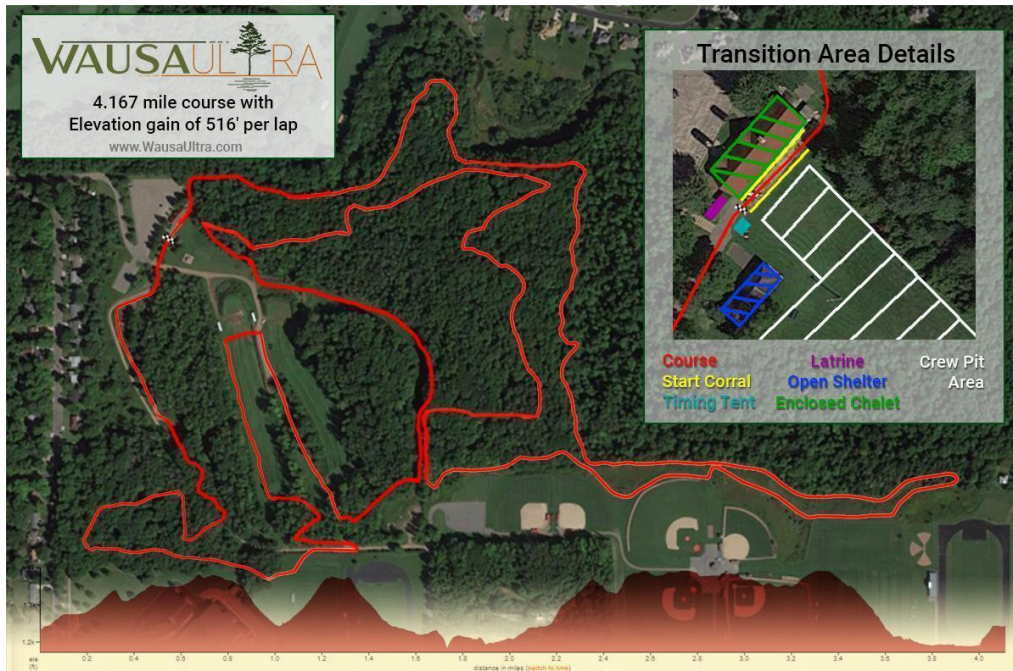 WAUSAULTRA
4.167 mile course with
Elevation gain of 516' per lap
www.WausaUltra.com
Transition Area Details
Course
Start Corral
Timing Tent
Latrine
Open Shelter
Enclosed Chalet
Crew Pit
Area
1.2k
ele
(ft)
0.2 0.4 0.6 0.8 1.0 1.2 1.4 1.6 1.8 2.0 2.2 2.4 2.6 2.8 3.0 3.2 3.4 3.6 3.8 4.0
distance in miles (switch to time)